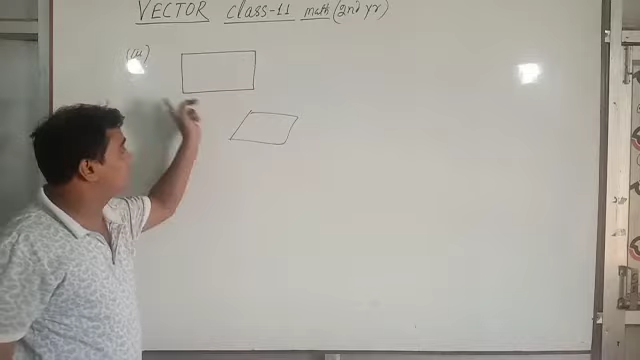 VECTOR class-11 math (2nd yr)
(iii)